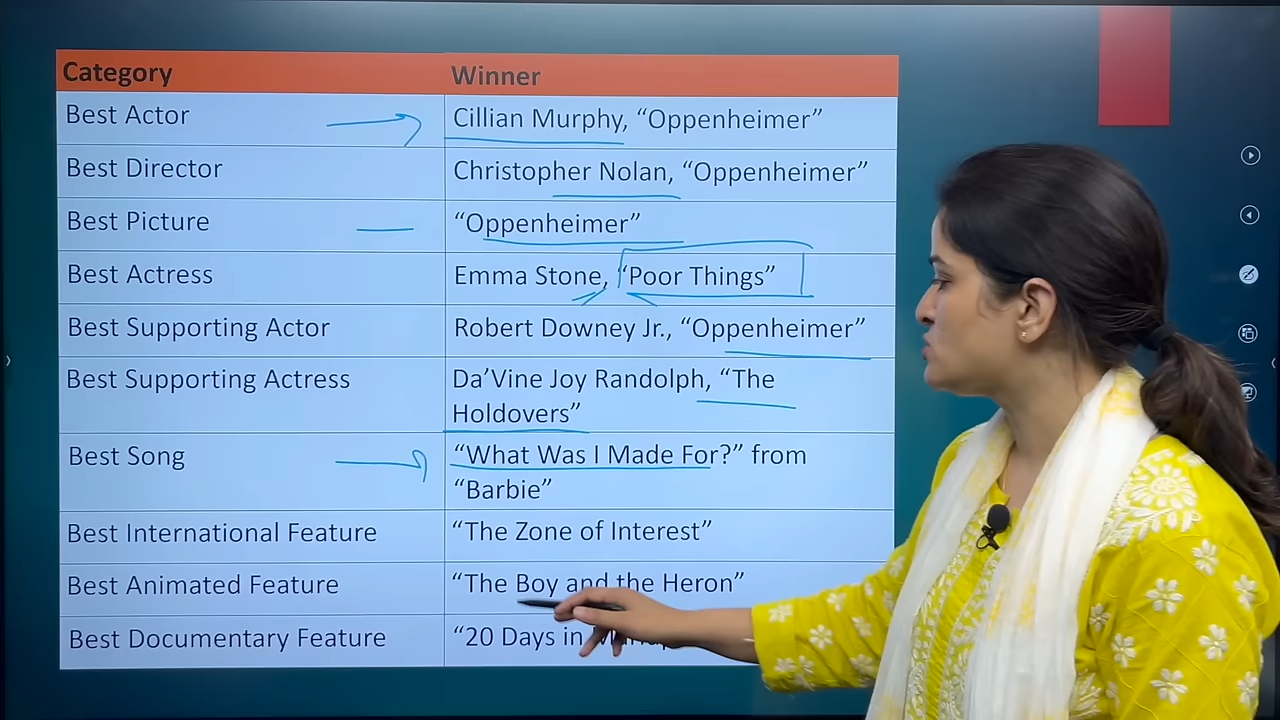 Category Winner
Best Actor Cillian Murphy, “Oppenheimer”
Best Director Christopher Nolan, “Oppenheimer”
Best Picture “Oppenheimer”
Best Actress Emma Stone, “Poor Things”
Best Supporting Actor Robert Downey Jr., “Oppenheimer”
Best Supporting Actress Da’Vine Joy Randolph, “The
Holdovers”
Best Song “What Was I Made For?” from
“Barbie”
Best International Feature “The Zone of Interest”
Best Animated Feature “The Boy and the Heron”
Best Documentary Feature “20 Days in